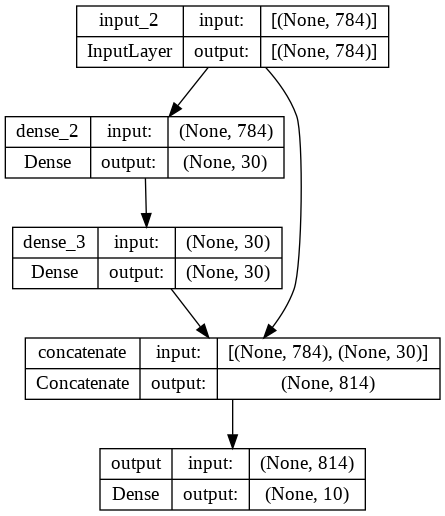 input_2 input: [(None, 784)]
InputLayer output: [(None, 784)]
dense_2 input: (None, 784)
Dense output: (None, 30)
dense_3 input: (None, 30)
Dense output: (None, 30)
concatenate input: [(None, 784), (None, 30)]
Concatenate output: (None, 814)
output input: (None, 814)
Dense output: (None, 10)